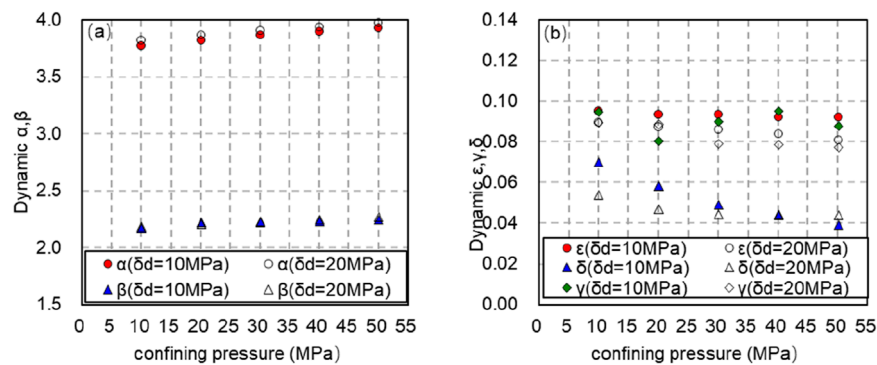 (a)
4.0
3.5
3.0
2.5
2.0
1.5
Dynamic α,β
α(δd=10MPa) α(δd=20MPa)
β(δd=10MPa) β(δd=20MPa)
0 5 10 15 20 25 30 35 40 45 50 55
confining pressure (MPa)
(b)
0.14
0.12
0.10
0.08
0.06
0.04
0.02
0.00
Dynamic ε,γ,δ
ε(δd=10MPa) ε(δd=20MPa)
δ(δd=10MPa) δ(δd=20MPa)
γ(δd=10MPa) γ(δd=20MPa)
0 5 10 15 20 25 30 35 40 45 50 55
confining pressure (MPa)